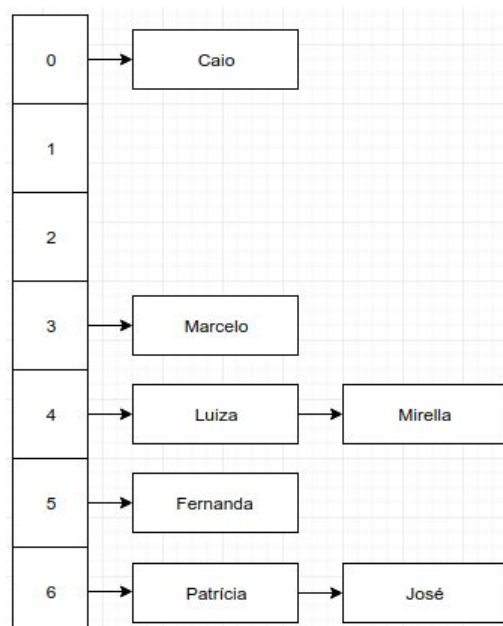 0 Caio
1
2
3 Marcelo
4 Luiza Mirella
5 Fernanda
6 Patrícia José